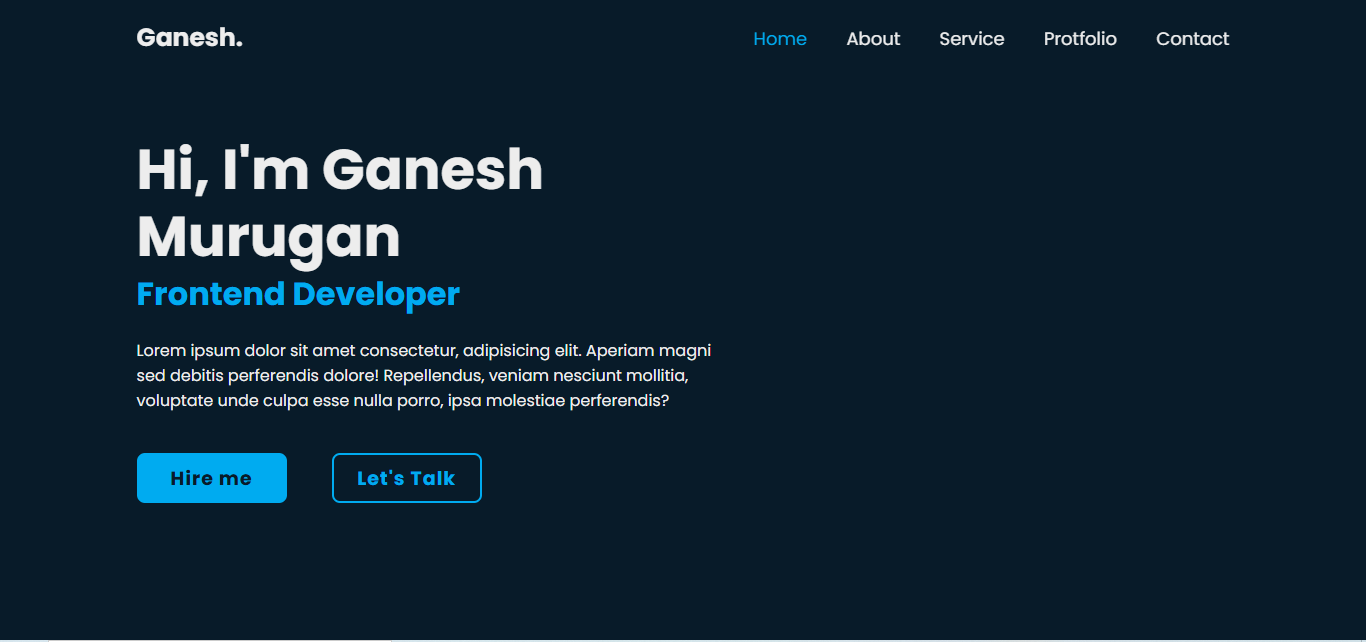 Ganesh.
Home About Service Protfolio Contact
Hi, I'm Ganesh
Murugan
Frontend Developer
Lorem ipsum dolor sit amet consectetur, adipisicing elit. Aperiam magni
sed debitis perferendis dolore! Repellendus, veniam nesciunt mollitia,
voluptate unde culpa esse nulla porro, ipsa molestiae perferendis?
Hire me
Let's Talk